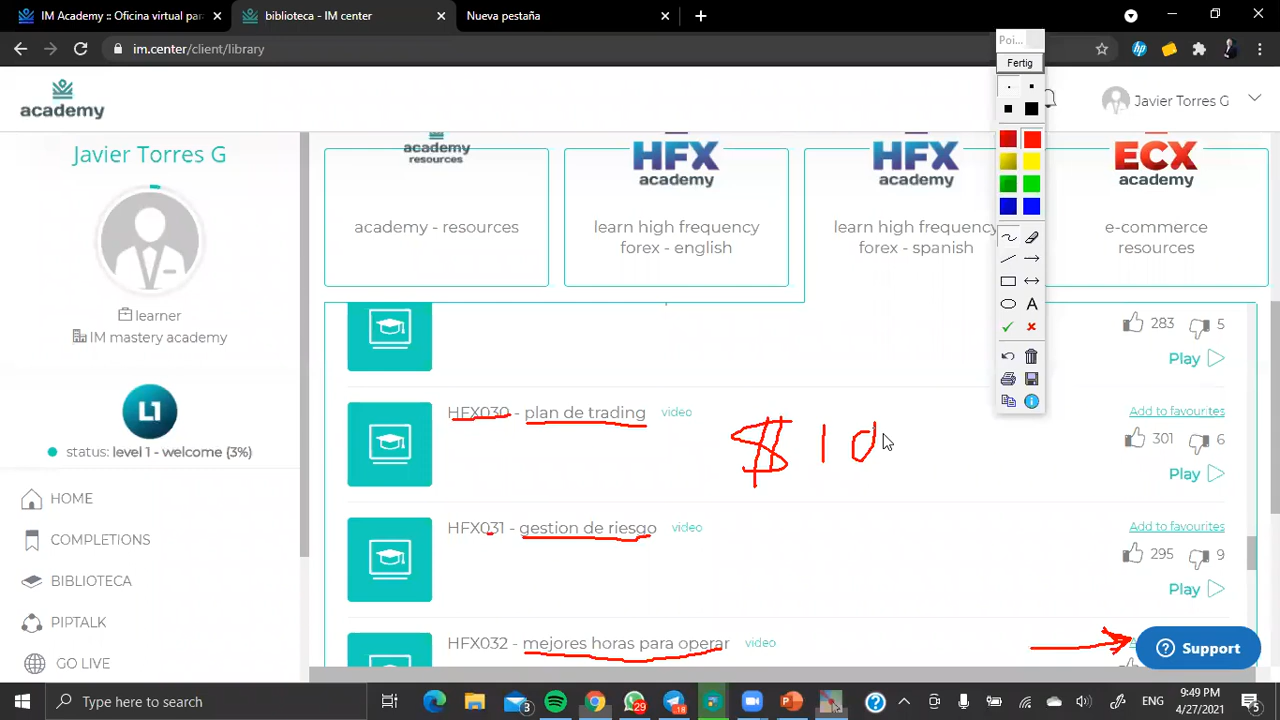 IM Academy :: Oficina virtual par
biblioteca - IM center
Nueva pestaña
im.center/client/library
Poi...
Fertig
academy
Javier Torres G
Javier Torres G
learner
IM mastery academy
L1
status: level 1 - welcome (3%)
HOME
COMPLETIONS
BIBLIOTECA
PIPTALK
GO LIVE
academy
resources
academy - resources
HFX
academy
learn high frequency
forex - english
HFX
academy
learn high frequency
forex - spanish
ECX
academy
e-commerce
resources
283 5
Play
HFX030 - plan de trading video
Add to favourites
301 6
Play
$ 10
HFX031 - gestion de riesgo video
Add to favourites
295 9
Play
HFX032 - mejores horas para operar video
Support
Type here to search
3
29
18
ENG
9:49 PM
4/27/2021
5